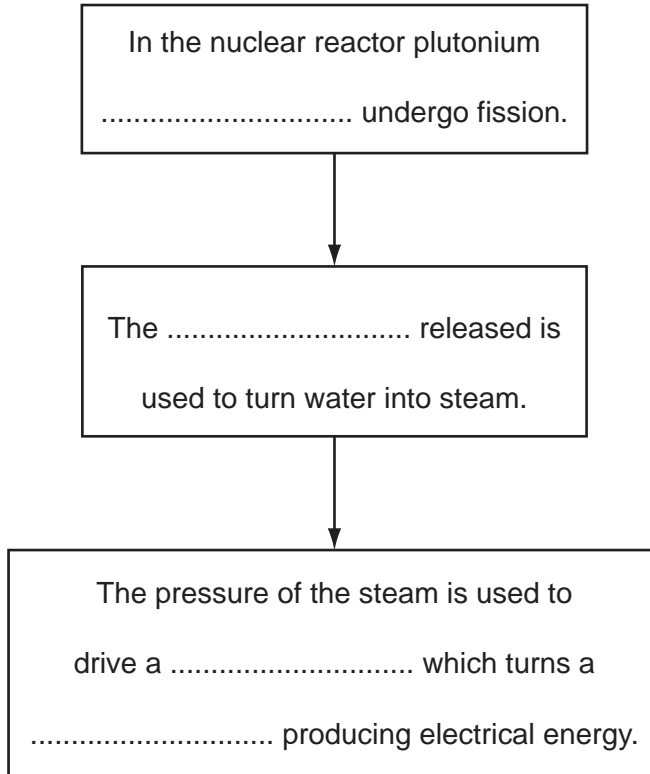 In the nuclear reactor plutonium
............................... undergo fission.
The .............................. released is
used to turn water into steam.
The pressure of the steam is used to
drive a .............................. which turns a
.............................. producing electrical energy.